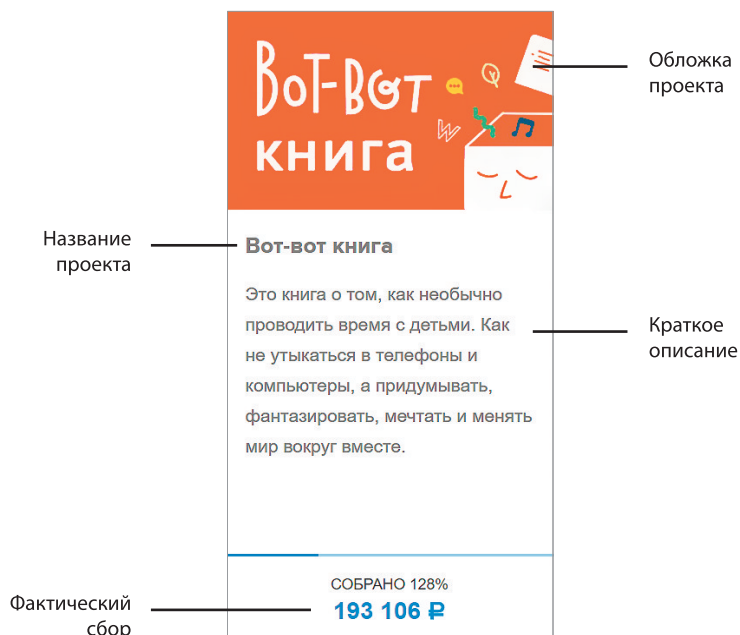 Вот-Вот
книга
Обложка
проекта
Название
проекта
Вот-вот книга
Это книга о том, как необычно
проводить время с детьми. Как
не утыкаться в телефоны и
компьютеры, а придумывать,
фантазировать, мечтать и менять
мир вокруг вместе.
Краткое
описание
СОБРАНО 128%
193 106 ₽
Фактический
сбор